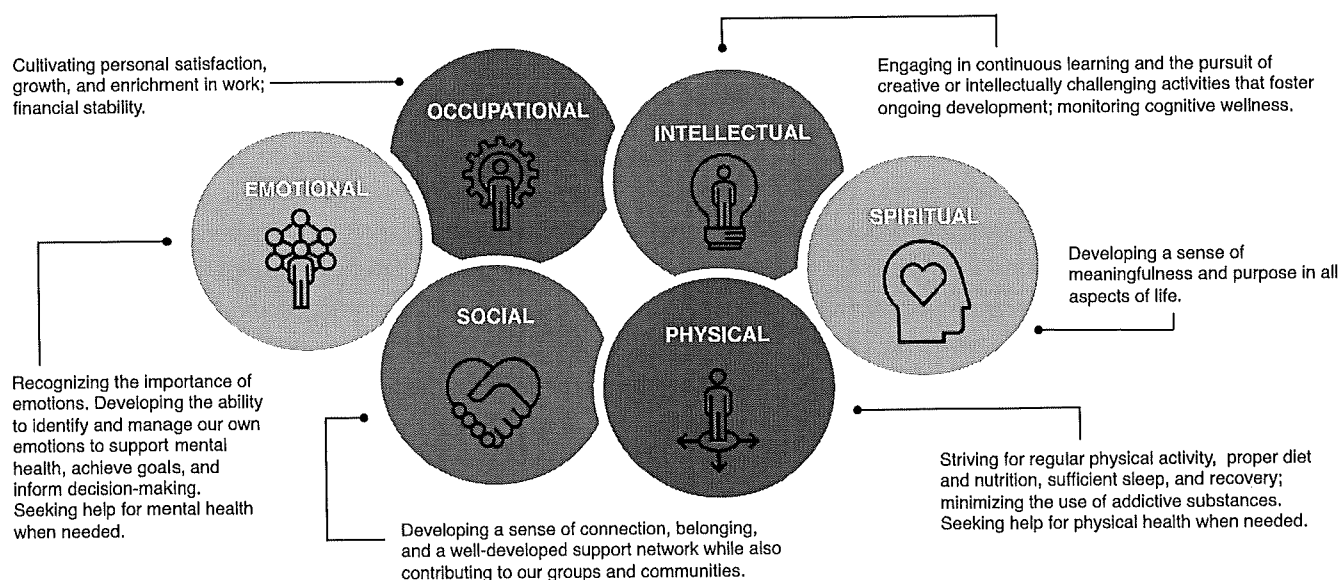 Cultivating personal satisfaction,
growth, and enrichment in work;
financial stability.
OCCUPATIONAL
INTELLECTUAL
Engaging in continuous learning and the pursuit of
creative or intellectually challenging activities that foster
ongoing development; monitoring cognitive wellness.
EMOTIONAL
SPIRITUAL
Developing a sense of
meaningfulness and purpose in all
aspects of life.
SOCIAL
PHYSICAL
Recognizing the importance of
emotions. Developing the ability
to identify and manage our own
emotions to support mental
health, achieve goals, and
inform decision-making.
Seeking help for mental health
when needed.
Developing a sense of connection, belonging,
and a well-developed support network while also
contributing to our groups and communities.
Striving for regular physical activity, proper diet
and nutrition, sufficient sleep, and recovery;
minimizing the use of addictive substances.
Seeking help for physical health when needed.